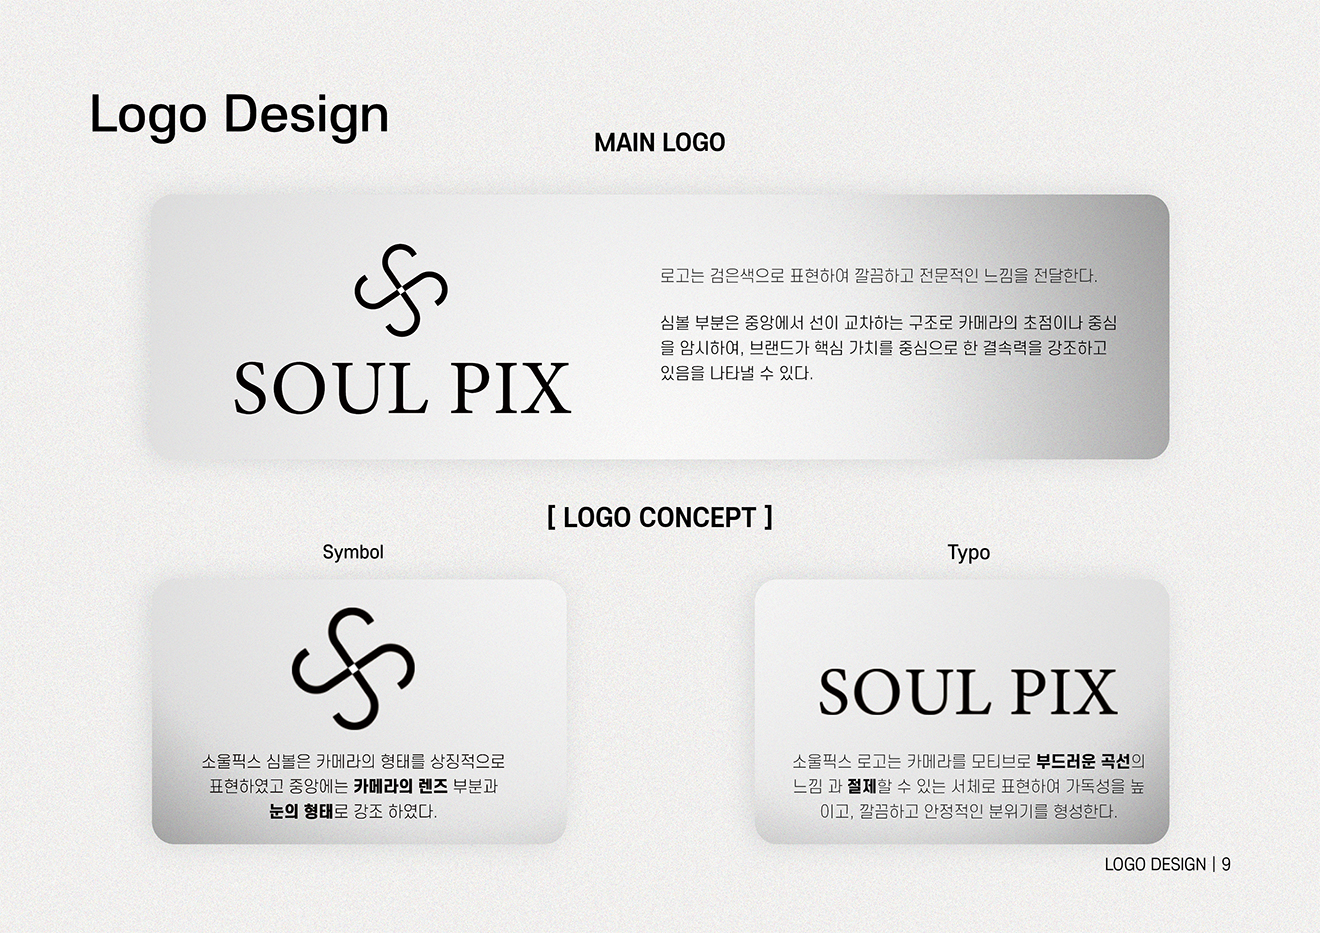 Logo Design
MAIN LOGO
SOUL PIX
로고는 검은색으로 표현하여 깔끔하고 전문적인 느낌을 전달한다.
심볼 부분은 중앙에서 선이 교차하는 구조로 카메라의 초점이나 중심
을 암시하여, 브랜드가 핵심 가치를 중심으로 한 결속력을 강조하고
있음을 나타낼 수 있다.
[ LOGO CONCEPT ]
Symbol
소울픽스 심볼은 카메라의 형태를 상징적으로
표현하였고 중앙에는 카메라의 렌즈 부분과
눈의 형태로 강조 하였다.
Typo
SOUL PIX
소울픽스 로고는 카메라를 모티브로 부드러운 곡선의
느낌 과 절제할 수 있는 서체로 표현하여 가독성을 높
이고, 깔끔하고 안정적인 분위기를 형성한다.
LOGO DESIGN | 9